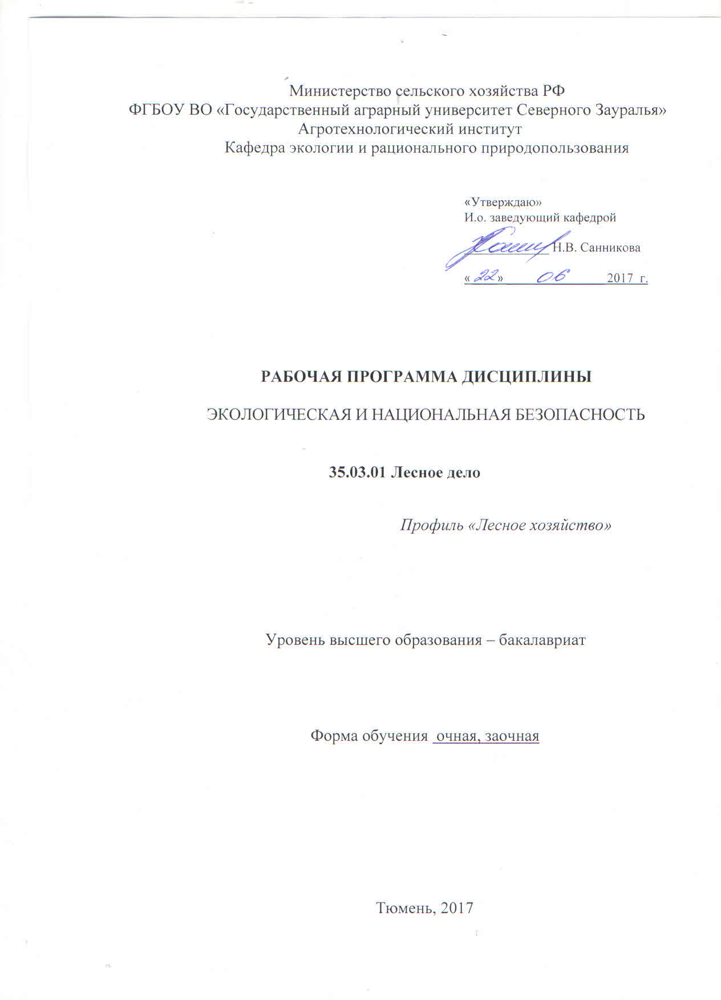 Министерство сельского хозяйства РФ
ФГБОУ ВО «Государственный аграрный университет Северного Зауралья»
Агротехнологический институт
Кафедра экологии и рационального природопользования
«Утверждаю»
И.о. заведующий кафедрой
Н.В. Санникова
«22» 06 2017 г.
РАБОЧАЯ ПРОГРАММА ДИСЦИПЛИНЫ
ЭКОЛОГИЧЕСКАЯ И НАЦИОНАЛЬНАЯ БЕЗОПАСНОСТЬ
35.03.01 Лесное дело
Профиль «Лесное хозяйство»
Уровень высшего образования – бакалавриат
Форма обучения очная, заочная
Тюмень, 2017